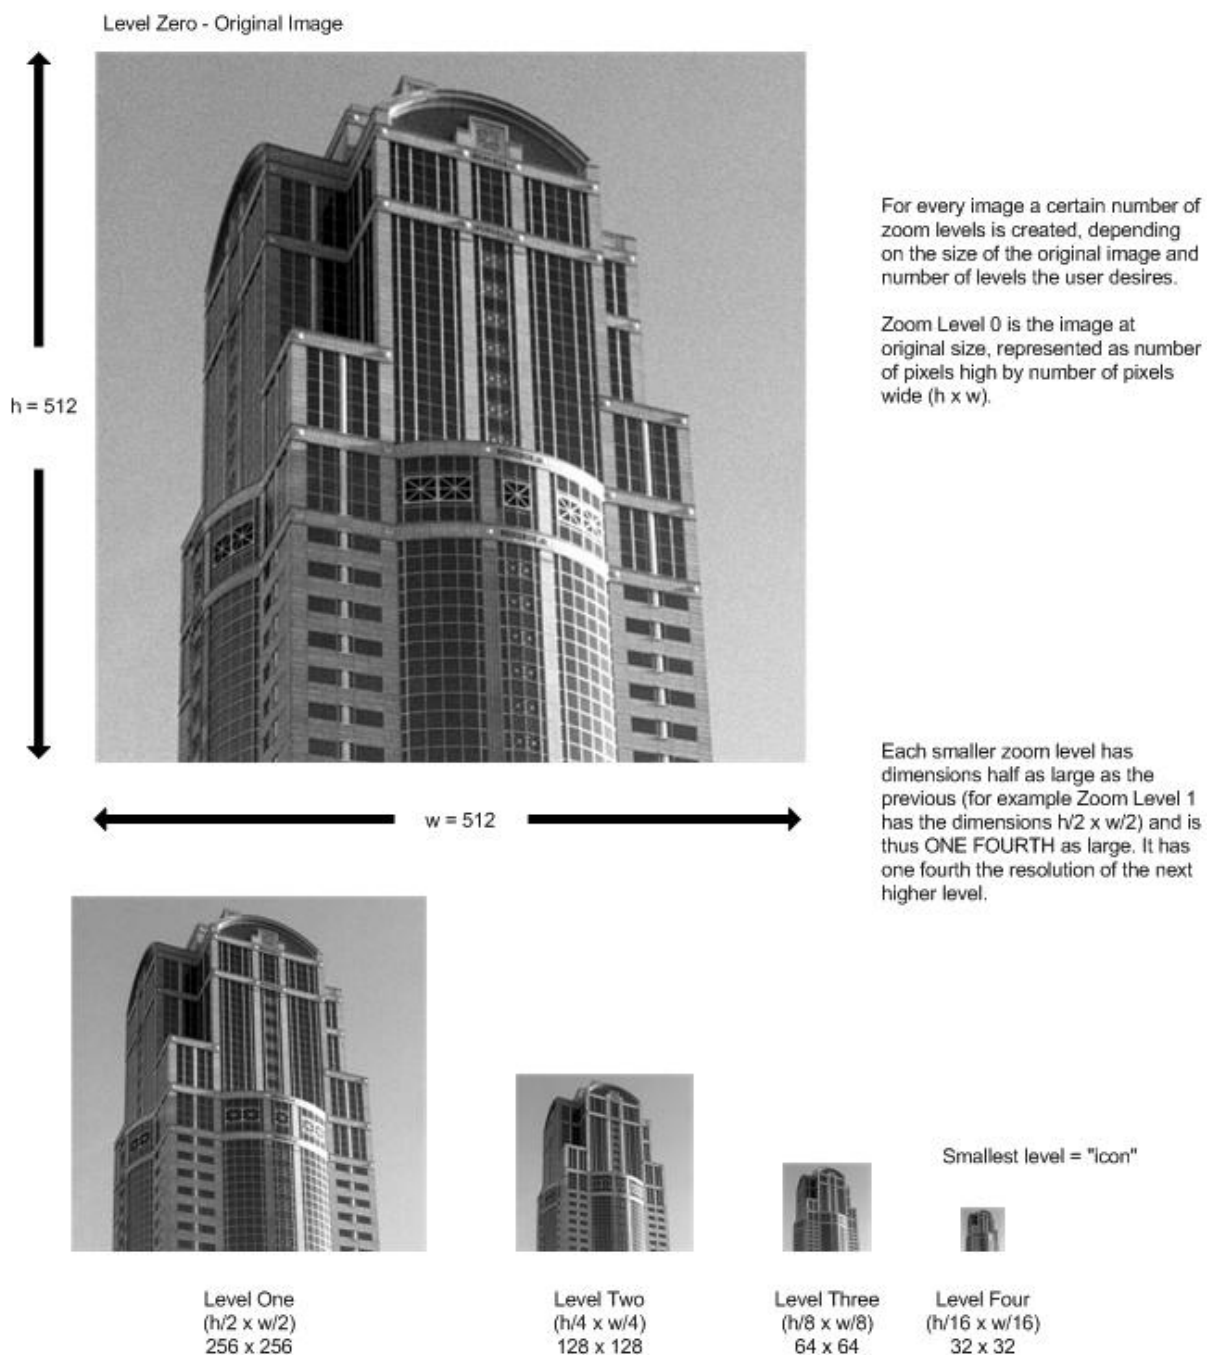 Level Zero - Original Image
For every image a certain number of
zoom levels is created, depending
on the size of the original image and
number of levels the user desires.
Zoom Level 0 is the image at
original size, represented as number
of pixels high by number of pixels
wide (h x w).
h = 512
Each smaller zoom level has
dimensions half as large as the
previous (for example Zoom Level 1
has the dimensions h/2 x w/2) and is
thus ONE FOURTH as large. It has
one fourth the resolution of the next
higher level.
w = 512
Smallest level = "icon"
Level One
(h/2 x w/2)
256 x 256
Level Two
(h/4 x w/4)
128 x 128
Level Three
(h/8 x w/8)
64 x 64
Level Four
(h/16 x w/16)
32 x 32